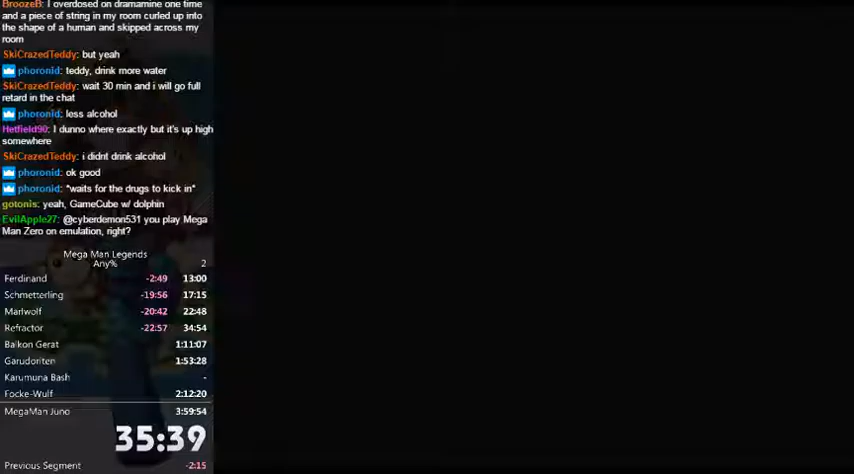 BroozeB: I overdosed on dramamine one time
and a piece of string in my room curled up into
the shape of a human and skipped across my
room
SkiCrazedTeddy: but yeah
phoronid: teddy, drink more water
SkiCrazedTeddy: wait 30 min and i will go full
retard in the chat
phoronid: less alcohol
Hetfield90: I dunno where exactly but it's up high
somewhere
SkiCrazedTeddy: i didnt drink alcohol
phoronid: ok good
phoronid: *waits for the drugs to kick in*
gotonis: yeah, GameCube w/ dolphin
EvilApple27: @cyberdemon531 you play Mega
Man Zero on emulation, right?
Mega Man Legends
Any% 2
Ferdinand -2:49 13:00
Schmetterling -19:56 17:15
Marlwolf -20:42 22:48
Refractor -22:57 34:54
Balkon Gerat 1:11:07
Garudoriten 1:53:28
Karumuna Bash -
Focke-Wulf 2:12:20
MegaMan Juno 3:59:54
35:39
Previous Segment -2:15